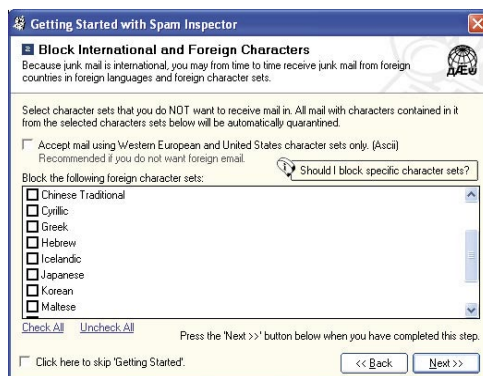 Getting Started with Spam Inspector
Block International and Foreign Characters
Because junk mail is international, you may from time to time receive junk mail from foreign
countries in foreign languages and foreign character sets.
Select character sets that you do NOT want to receive mail in. All mail with characters contained in it
from the selected characters sets below will be automatically quarantined.
Accept mail using Western European and United States character sets only. (Ascii)
Recommended if you do not want foreign email.
Should I block specific character sets?
Block the following foreign character sets:
Chinese Traditional
Cyrillic
Greek
Hebrew
Icelandic
Japanese
Korean
Maltese
Check All Uncheck All
Press the 'Next >>' button below when you have completed this step.
Click here to skip 'Getting Started'.
<< Back
Next >>